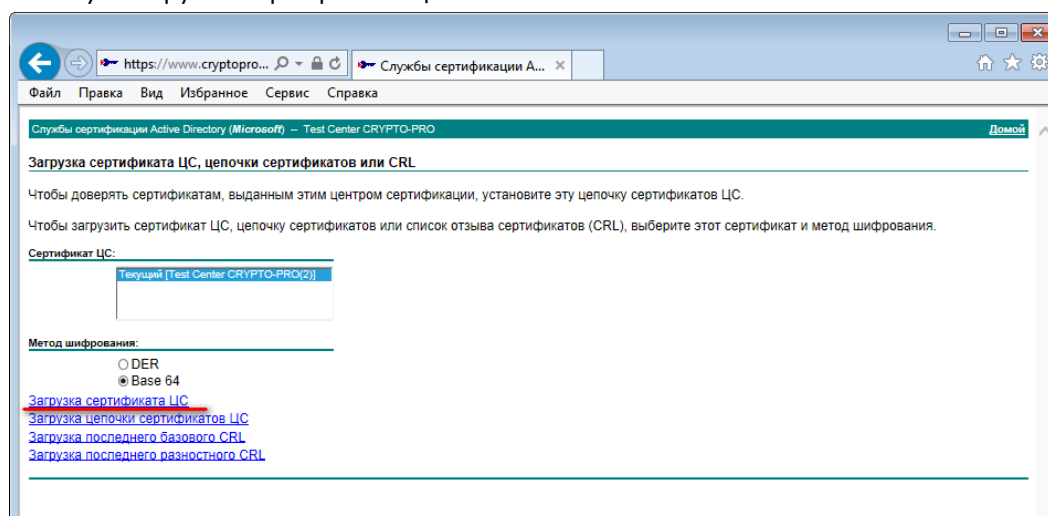 https://www.cryptopro...
Службы сертификации А...
Файл Правка Вид Избранное Сервис Справка
Службы сертификации Active Directory (Microsoft) -- Test Center CRYPTO-PRO Домой
Загрузка сертификата ЦС, цепочки сертификатов или CRL
Чтобы доверять сертификатам, выданным этим центром сертификации, установите эту цепочку сертификатов ЦС.
Чтобы загрузить сертификат ЦС, цепочку сертификатов или список отзыва сертификатов (CRL), выберите этот сертификат и метод шифрования.
Сертификат ЦС:
Текущий [Test Center CRYPTO-PRO(2)]
Метод шифрования:
DER
Base 64
Загрузка сертификата ЦС
Загрузка цепочки сертификатов ЦС
Загрузка последнего базового CRL
Загрузка последнего разностного CRL